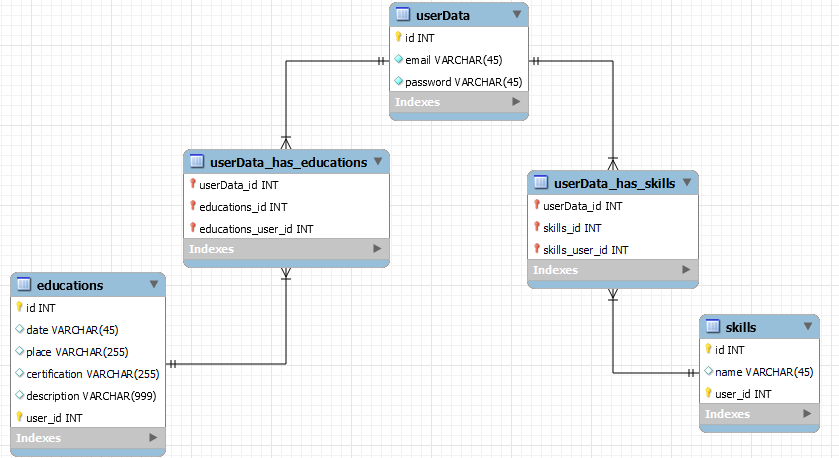 userData
id INT
email VARCHAR(45)
password VARCHAR(45)
Indexes
userData_has_educations
userData_id INT
educations_id INT
educations_user_id INT
Indexes
userData_has_skills
userData_id INT
skills_id INT
skills_user_id INT
Indexes
educations
id INT
date VARCHAR(45)
place VARCHAR(255)
certification VARCHAR(255)
description VARCHAR(999)
user_id INT
Indexes
skills
id INT
name VARCHAR(45)
user_id INT
Indexes